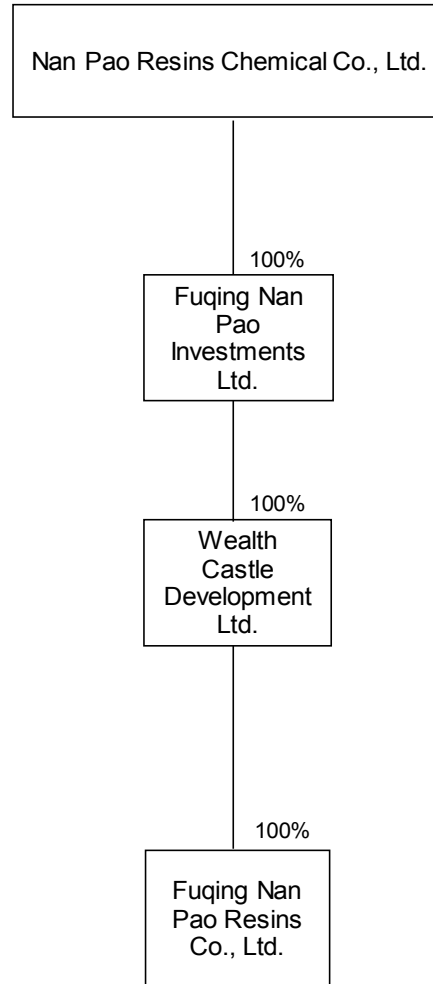 Nan Pao Resins Chemical Co., Ltd.
100%
Fuqing Nan
Pao
Investments
Ltd.
100%
Wealth
Castle
Development
Ltd.
100%
Fuqing Nan
Pao Resins
Co., Ltd.